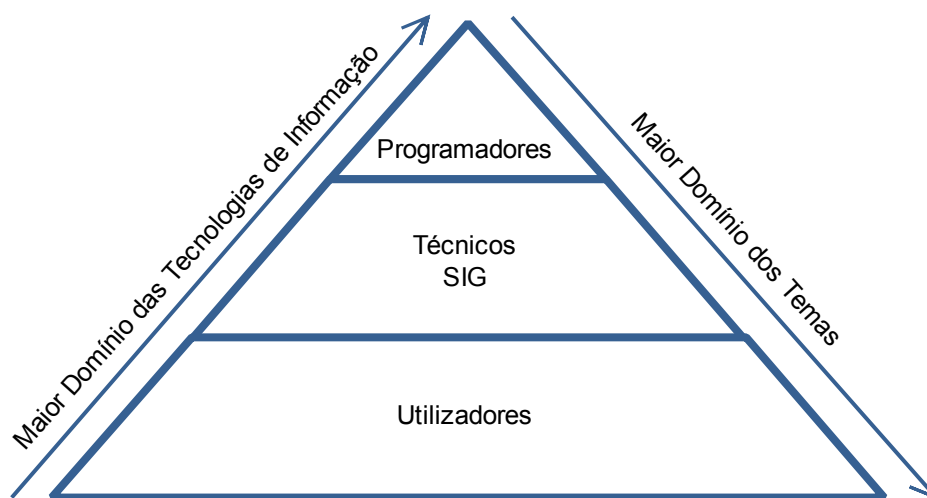 Maior Domínio das Tecnologias de Informação
Maior Domínio dos Temas
Programadores
Técnicos
SIG
Utilizadores